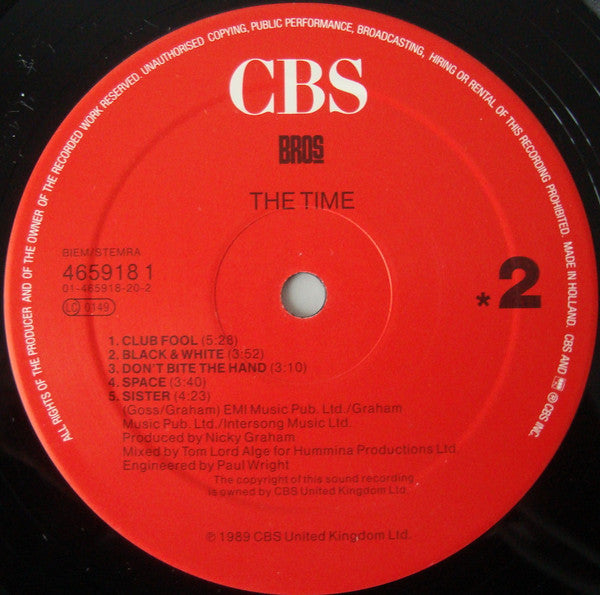 ALL RIGHTS OF THE PRODUCER AND OF THE OWNER OF THE RECORDED WORK RESERVED. UNAUTHORISED COPYING, PUBLIC PERFORMANCE, BROADCASTING, HIRING OR RENTAL OF THIS RECORDING PROHIBITED. MADE IN HOLLAND. CBS AND ℗ CBS INC.
CBS
BROS
THE TIME
BIEM/STEMRA
465918 1
01-465918-20-2
LC 0149
*2
1. CLUB FOOL (5:28)
2. BLACK & WHITE (3:52)
3. DON'T BITE THE HAND (3:10)
4. SPACE (3:40)
5. SISTER (4:23)
(Goss/Graham) EMI Music Pub. Ltd./Graham
Music Pub. Ltd./Intersong Music Ltd.
Produced by Nicky Graham
Mixed by Tom Lord Alge for Hummina Productions Ltd.
Engineered by Paul Wright
The copyright of this sound recording
is owned by CBS United Kingdom Ltd.
℗ 1989 CBS United Kingdom Ltd.